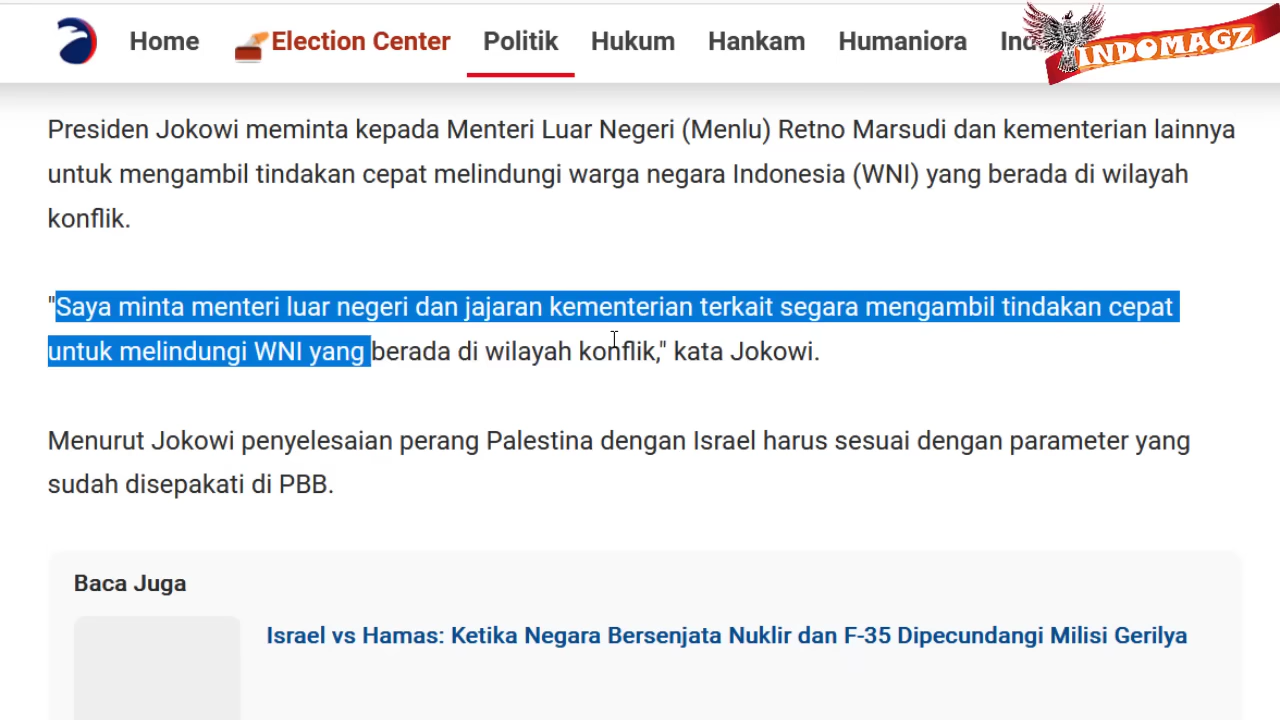 Home Election Center Politik Hukum Hankam Humaniora
INDOMAGZ
Presiden Jokowi meminta kepada Menteri Luar Negeri (Menlu) Retno Marsudi dan kementerian lainnya
untuk mengambil tindakan cepat melindungi warga negara Indonesia (WNI) yang berada di wilayah
konflik.
"Saya minta menteri luar negeri dan jajaran kementerian terkait segara mengambil tindakan cepat
untuk melindungi WNI yang berada di wilayah konflik," kata Jokowi.
Menurut Jokowi penyelesaian perang Palestina dengan Israel harus sesuai dengan parameter yang
sudah disepakati di PBB.
Baca Juga
Israel vs Hamas: Ketika Negara Bersenjata Nuklir dan F-35 Dipecundangi Milisi Gerilya